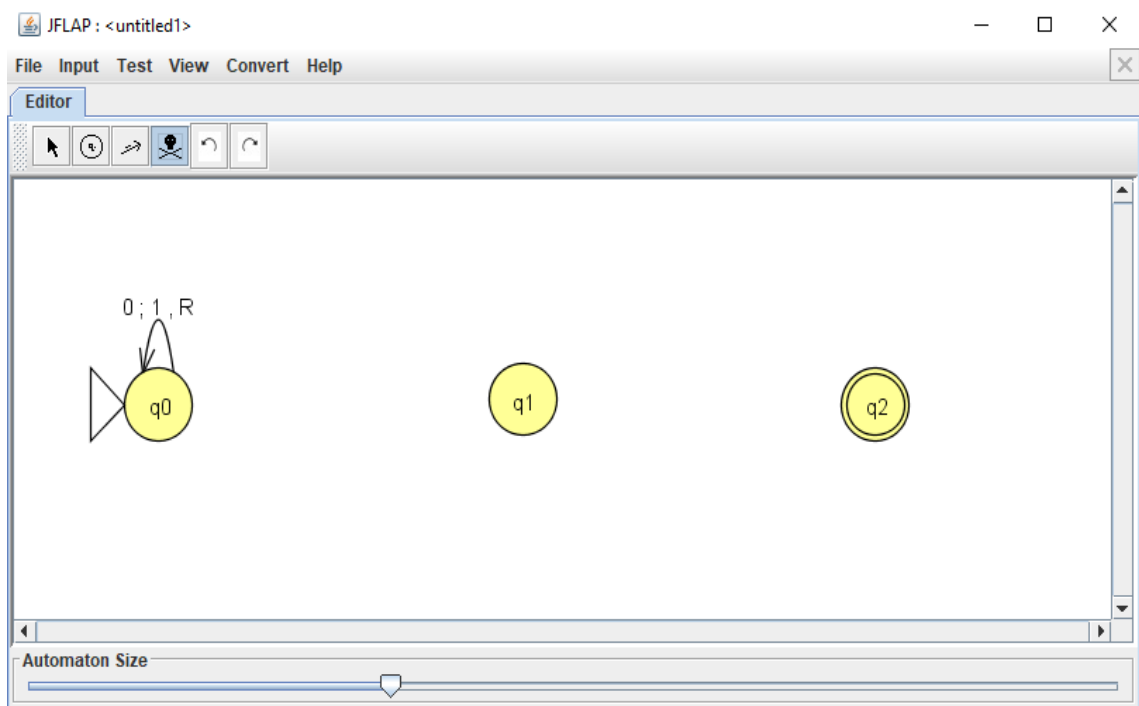 JFLAP : <untitled1>
File Input Test View Convert Help
Editor
0 ; 1 , R
q0
q1
q2
Automaton Size